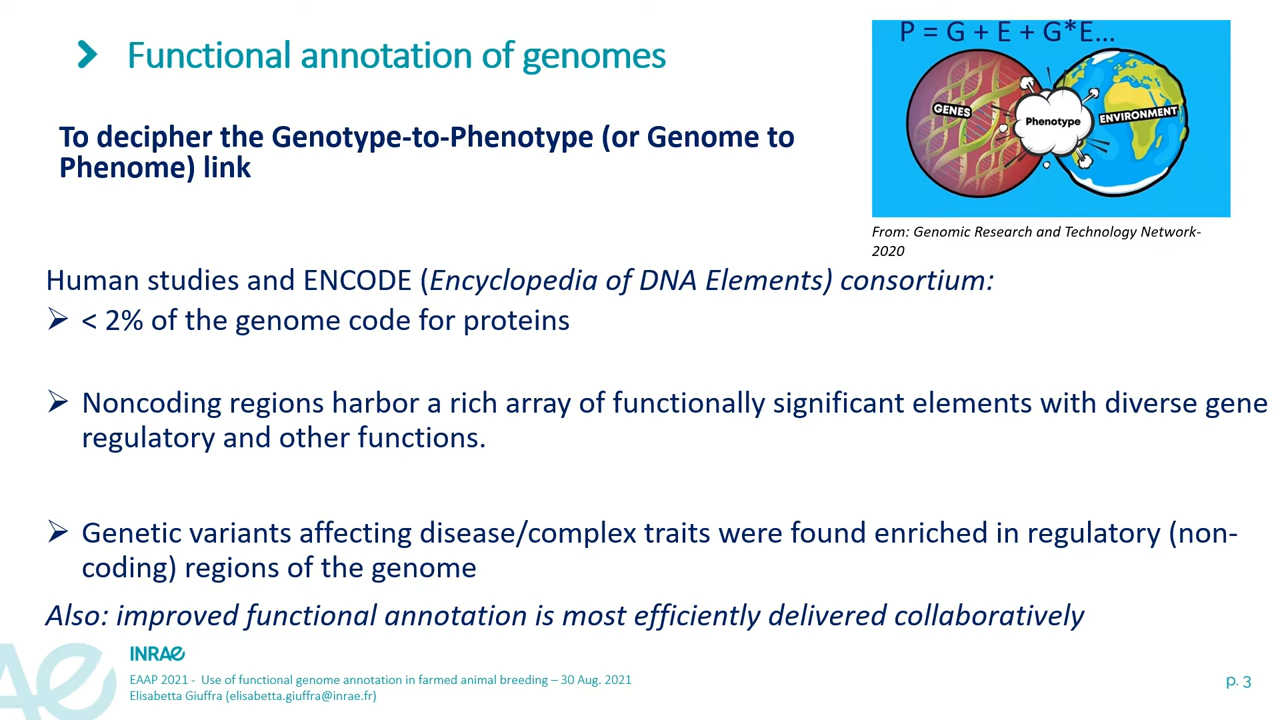 Functional annotation of genomes
P = G + E + G*E...
GENES
Phenotype
ENVIRONMENT
To decipher the Genotype-to-Phenotype (or Genome to
Phenome) link
From: Genomic Research and Technology Network-
2020
Human studies and ENCODE (Encyclopedia of DNA Elements) consortium:
➢ < 2% of the genome code for proteins
➢ Noncoding regions harbor a rich array of functionally significant elements with diverse gene
regulatory and other functions.
➢ Genetic variants affecting disease/complex traits were found enriched in regulatory (non-
coding) regions of the genome
Also: improved functional annotation is most efficiently delivered collaboratively
INRAE
EAAP 2021 - Use of functional genome annotation in farmed animal breeding – 30 Aug. 2021
Elisabetta Giuffra (elisabetta.giuffra@inrae.fr)
p. 3